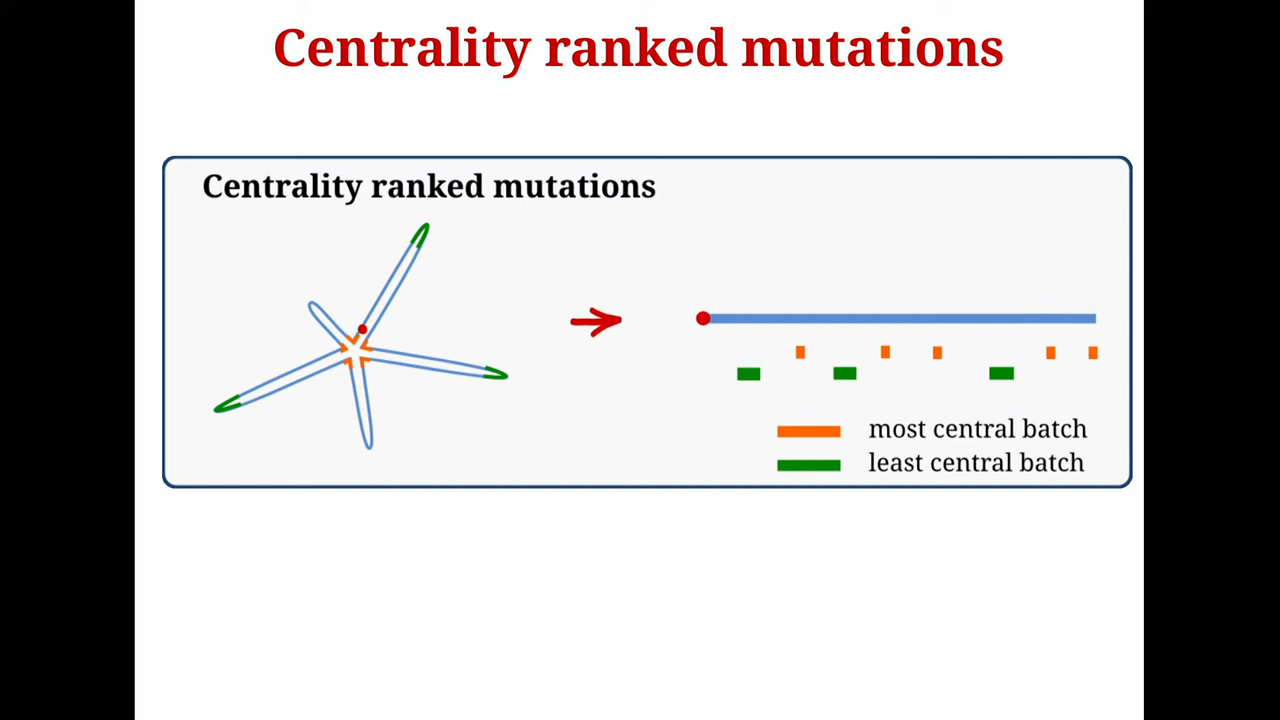 Centrality ranked mutations
Centrality ranked mutations
most central batch
least central batch